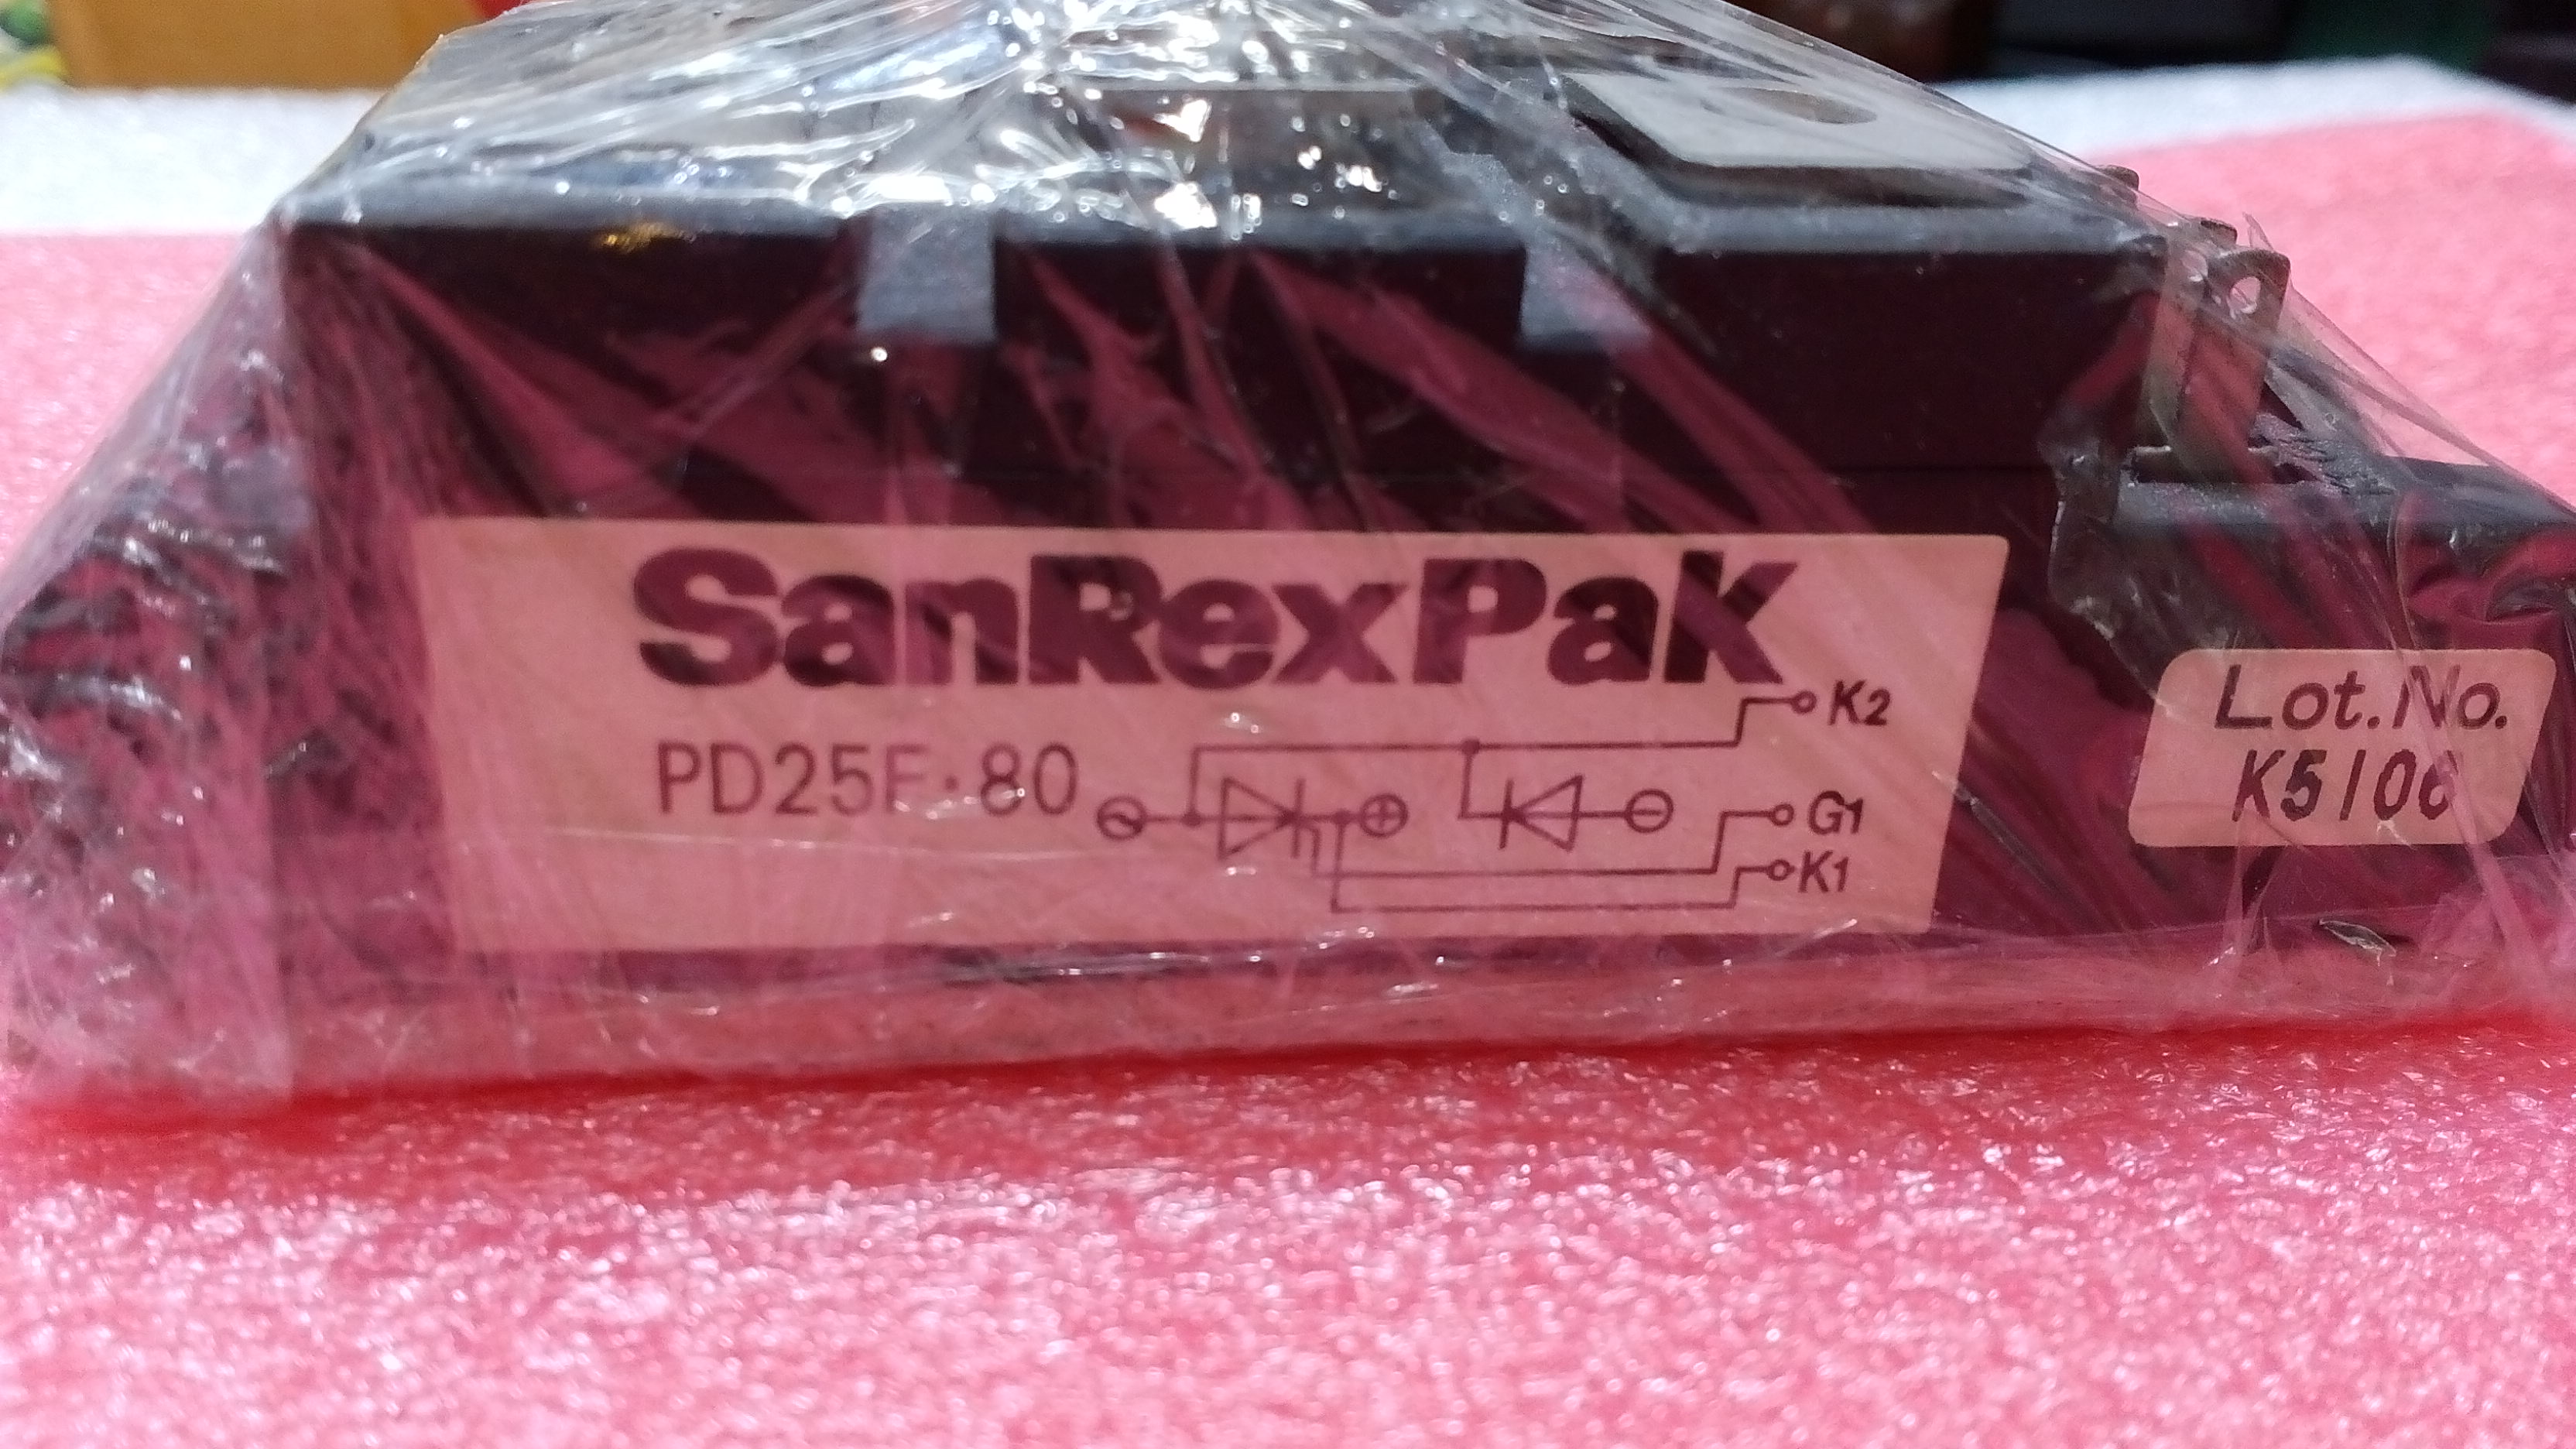 SanRexPak
PD25F·80
K2
G1
K1
Lot.No.
K5106